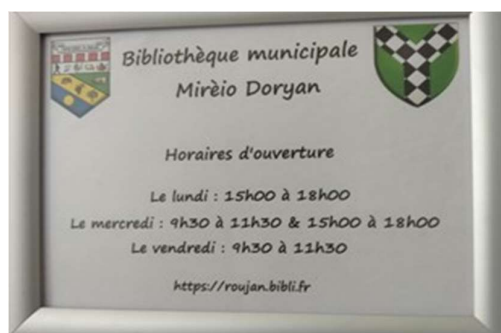 Bibliothèque municipale
Mirèio Doryan
Horaires d'ouverture
Le lundi : 15h00 à 18h00
Le mercredi : 9h30 à 11h30 & 15h00 à 18h00
Le vendredi : 9h30 à 11h30
https://roujan.bibli.fr